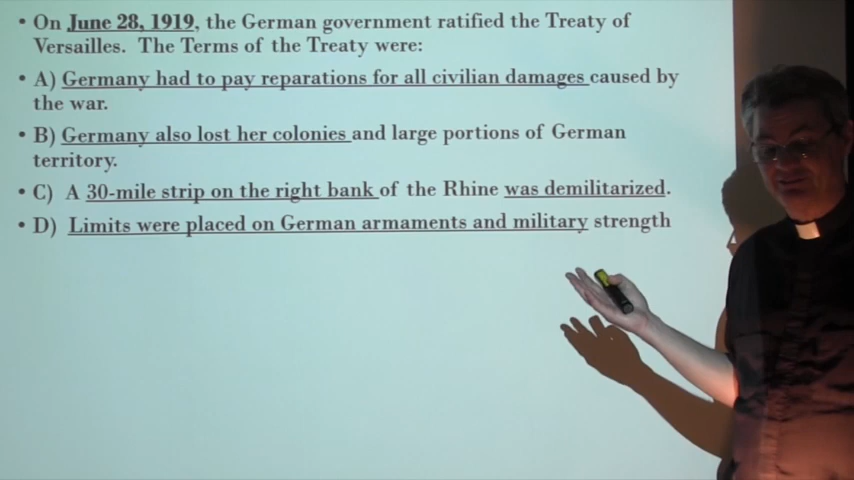 • On June 28, 1919, the German government ratified the Treaty of
Versailles. The Terms of the Treaty were:
• A) Germany had to pay reparations for all civilian damages caused by
the war.
• B) Germany also lost her colonies and large portions of German
territory.
• C) A 30-mile strip on the right bank of the Rhine was demilitarized.
• D) Limits were placed on German armaments and military strength